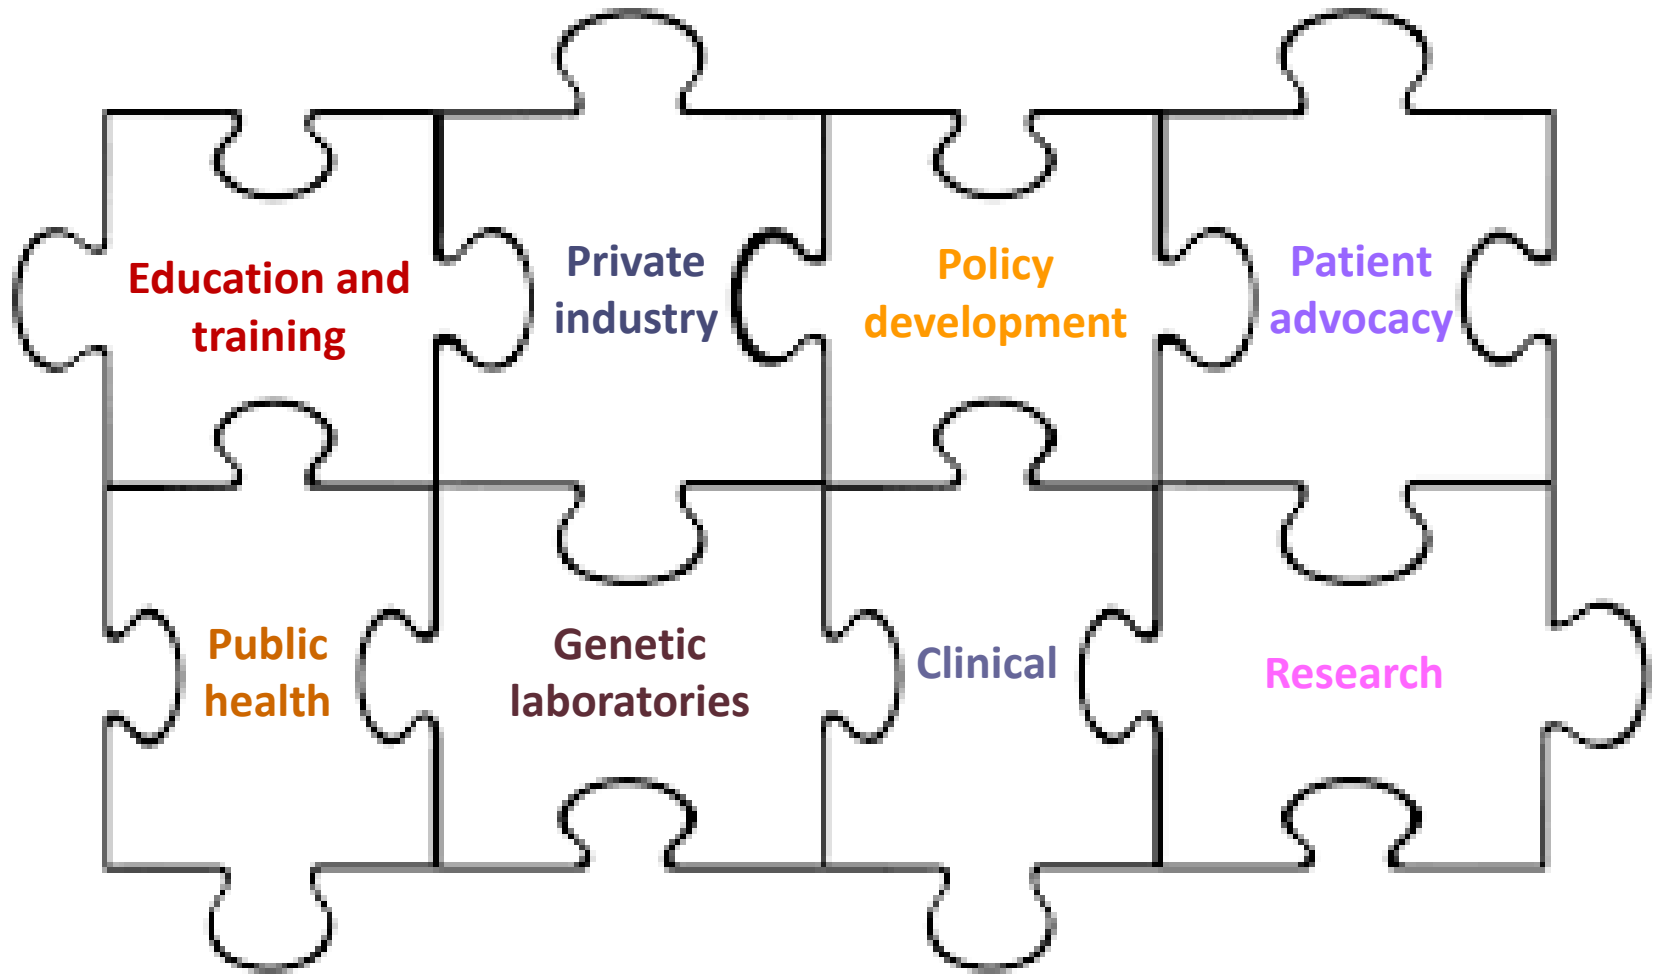 Education and
training
Private
industry
Policy
development
Patient
advocacy
Public
health
Genetic
laboratories
Clinical
Research